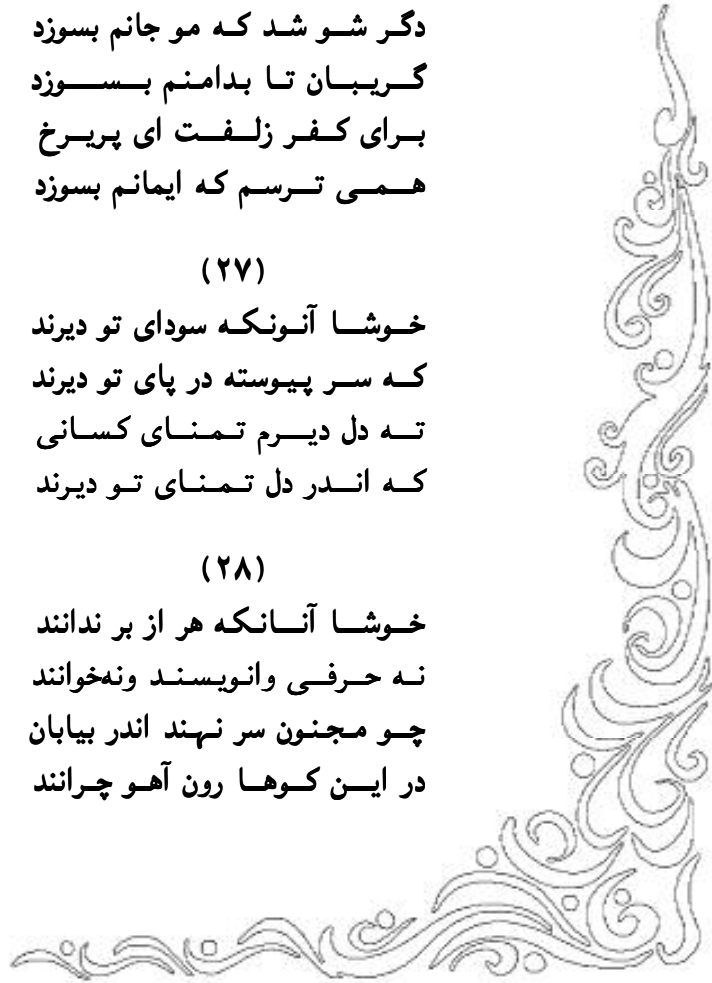 دگر شو شد که مو جانم بسوزد
گریبان تا بدامنم بسوزد
برای کفر زلفت ای پریرخ
همی ترسم که ایمانم بسوزد
(۲۷)
خوشا آنونکه سودای تو دیرند
که سر پیوسته در پای تو دیرند
ته دل دیرم تمنای کسانی
که اندر دل تمنای تو دیرند
(۲۸)
خوشا آنانکه هر از بر ندانند
نه حرفی وانویسند ونهخوانند
چو مجنون سر نهند اندر بیابان
در این کوها رون آهو چرانند